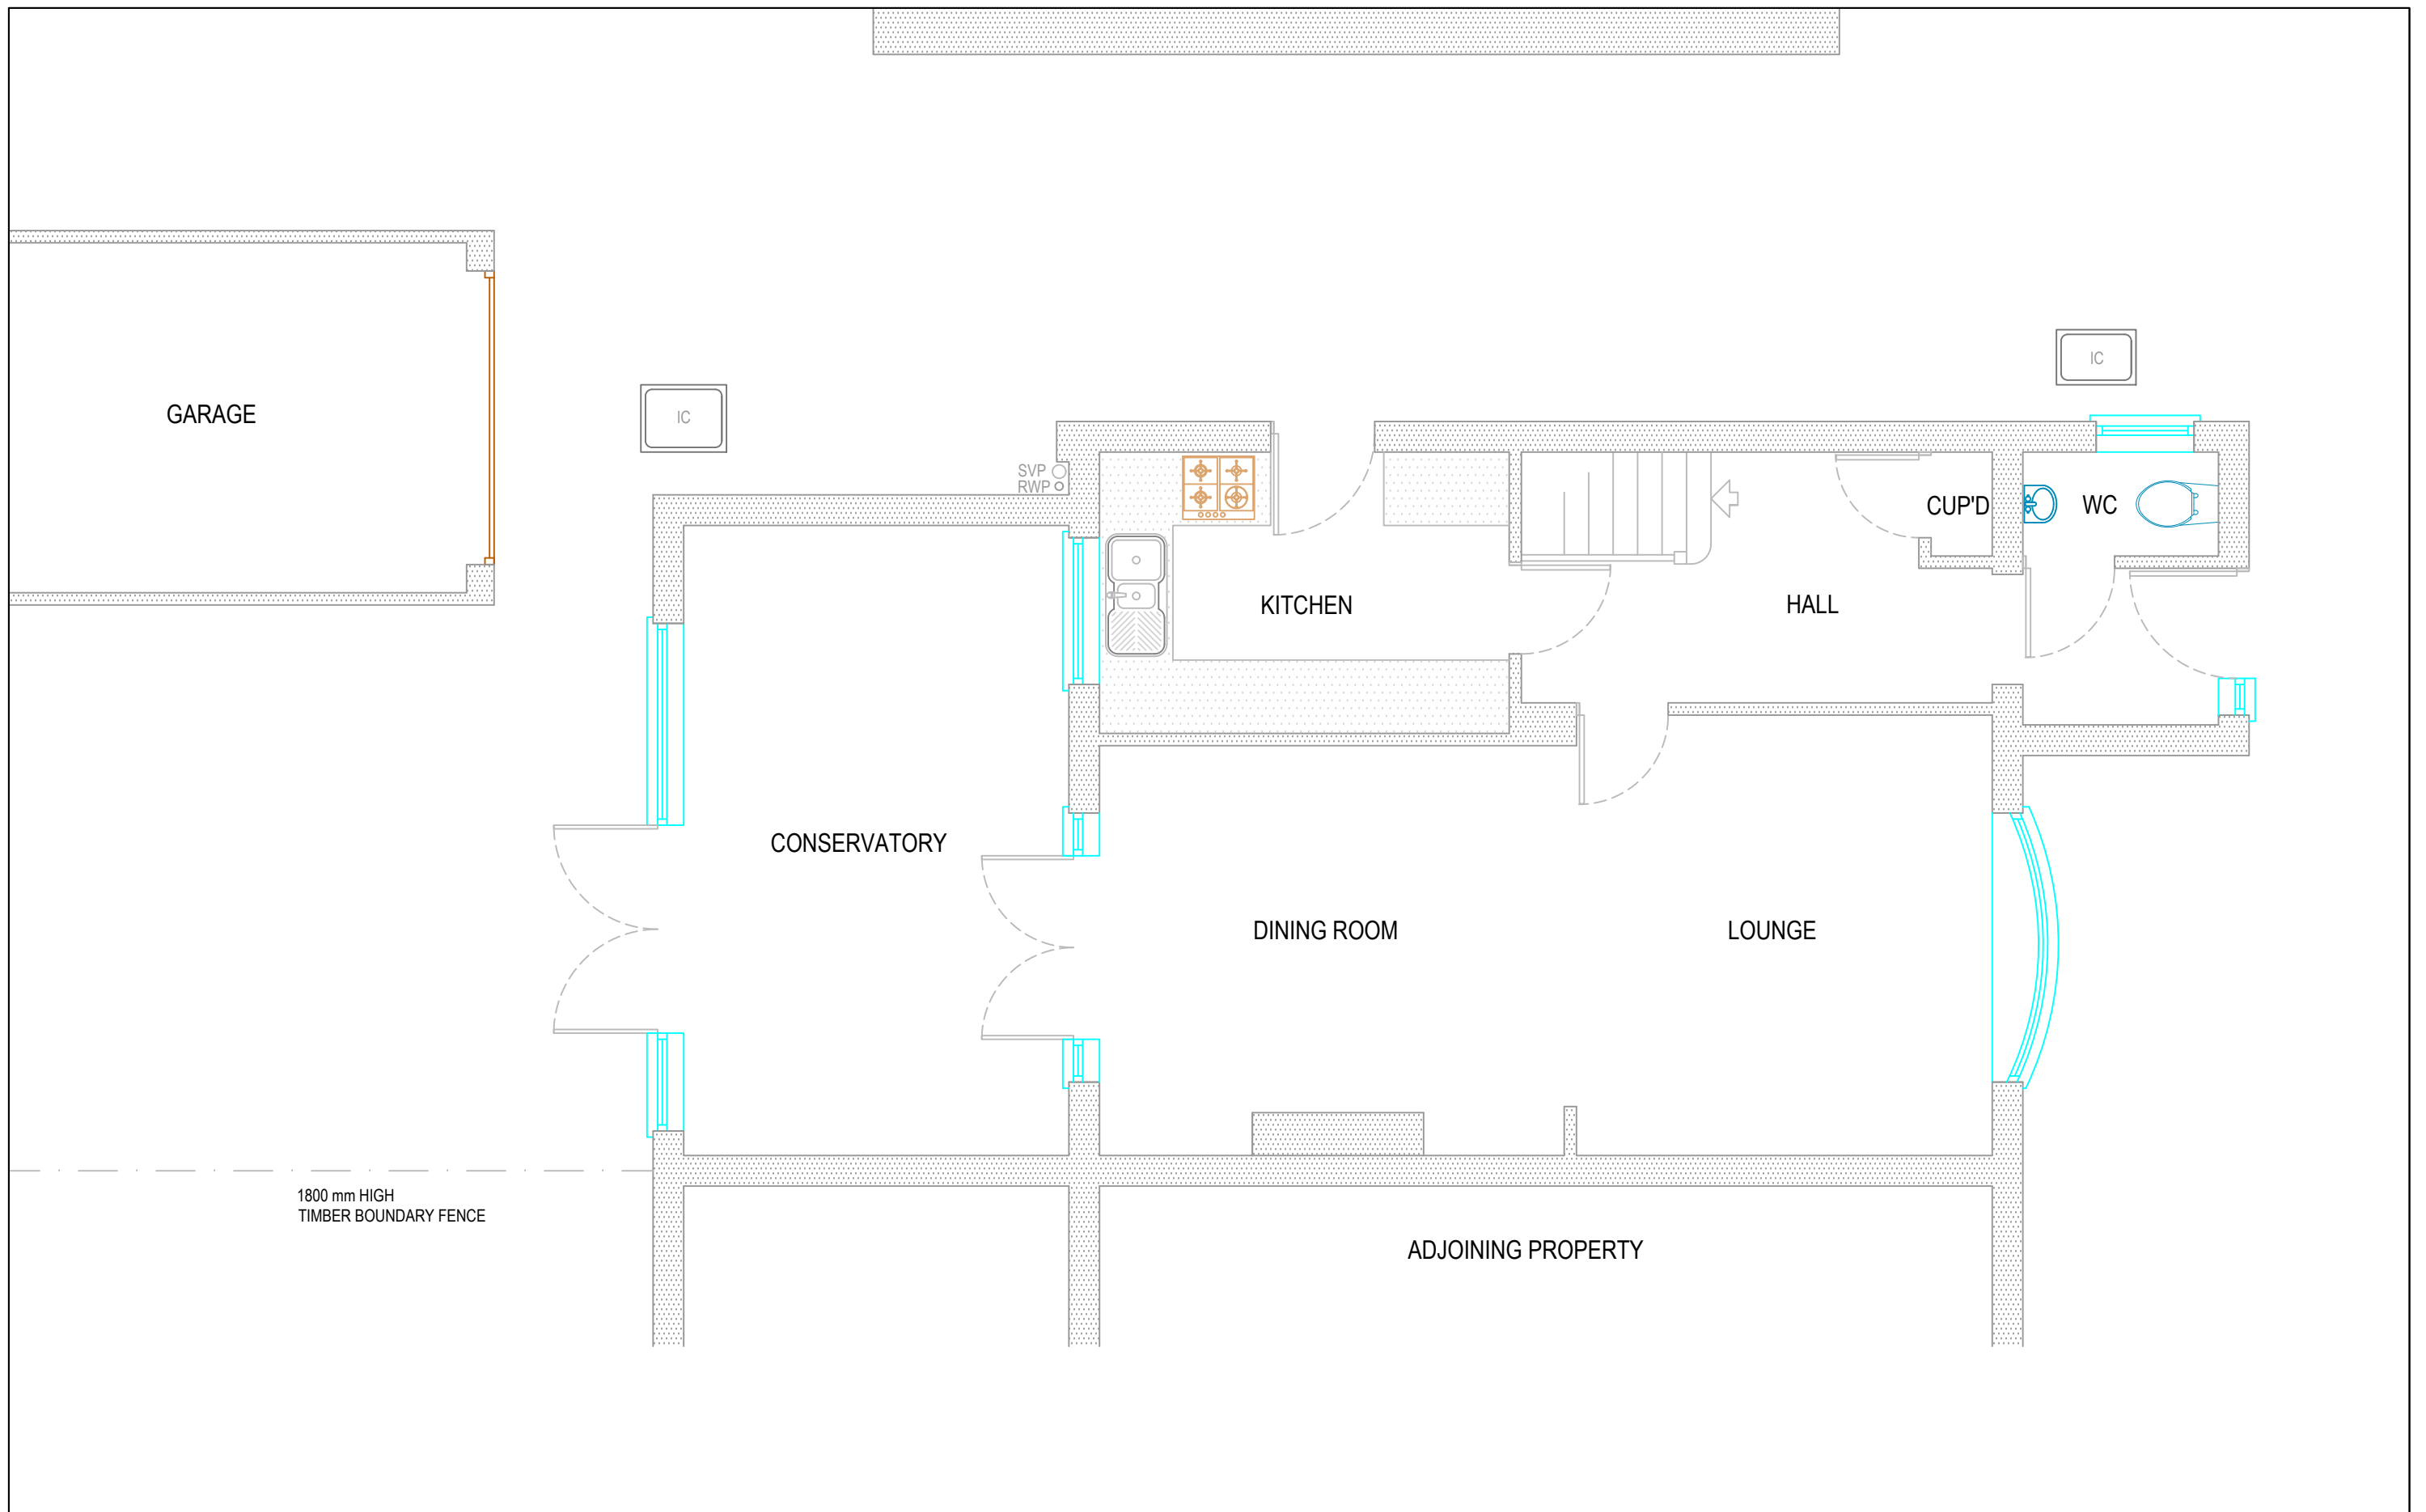 IC
IC
GARAGE
SVP
RWP
CUP'D
WC
KITCHEN
HALL
CONSERVATORY
DINING ROOM
LOUNGE
1800 mm HIGH
TIMBER BOUNDARY FENCE
ADJOINING PROPERTY